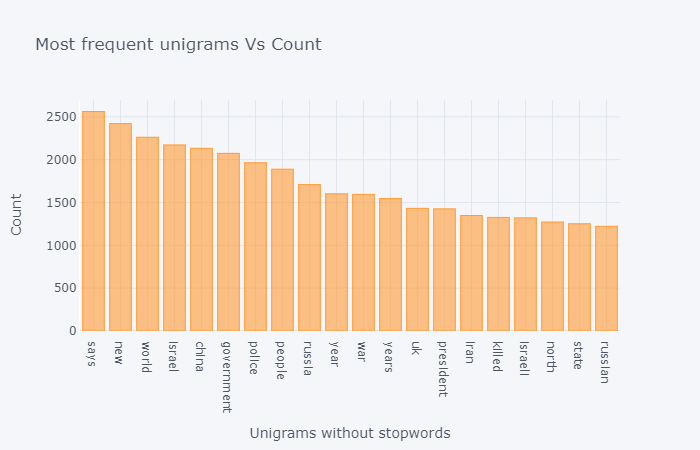 Most frequent unigrams Vs Count
Count
2500
2000
1500
1000
500
0
says
new
world
israel
china
government
police
people
russia
year
war
years
uk
president
iran
killed
israeli
north
state
russian
Unigrams without stopwords